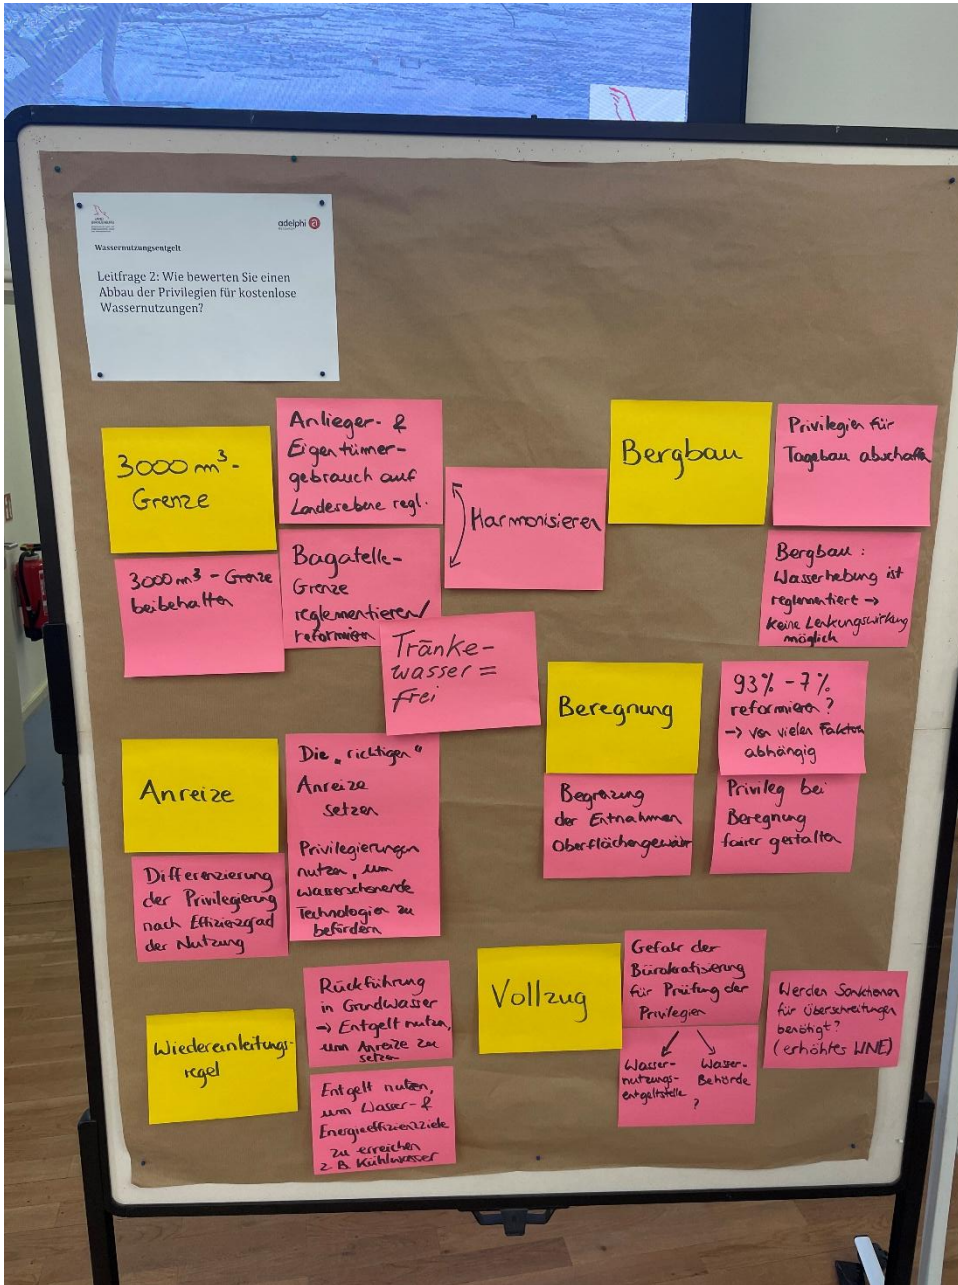 adelphi
Wassernutzungsentgelt
Leitfrage 2: Wie bewerten Sie einen
Abbau der Privilegien für kostenlose
Wassernutzungen?
3000 m³-
Grenze
Anlieger- &
Eigentümer-
gebrauch auf
Landesebene regl.
Harmonisieren
3000 m³ - Grenze
beibehalten
Bagatelle-
Grenze
reglementieren/
reformieren
Tränke-
wasser =
frei
Bergbau
Privilegien für
Tagebau abschaffen
Bergbau :
Wasserhebung ist
reglementiert →
keine Lenkungswirkung
möglich
Beregnung
93% - 7%
reformieren ?
→ von vielen Faktoren
abhängig
Begrenzung
der Entnahmen
Oberflächengewäss
Privileg bei
Beregnung
fairer gestalten
Anreize
Die „richtigen“
Anreize
setzen
Privilegierungen
nutzen, um
wasserschonende
Technologien zu
befördern
Differenzierung
der Privilegierung
nach Effizienzgrad
der Nutzung
Wiedereinleitungs-
regel
Rückführung
in Grundwasser
→ Entgelt nutzen,
um Anreize zu
setzen
Entgelt nutzen,
um Wasser- &
Energieeffizienzziele
zu erreichen
z.B. Kühlwasser
Vollzug
Gefahr der
Bürokratisierung
für Prüfung der
Privilegien
Wasser-
nutzungs-
entgeltstelle
Wasser-
Behörde
?
Werden Sanktionen
für Überschreitungen
benötigt?
(erhöhtes WNE)